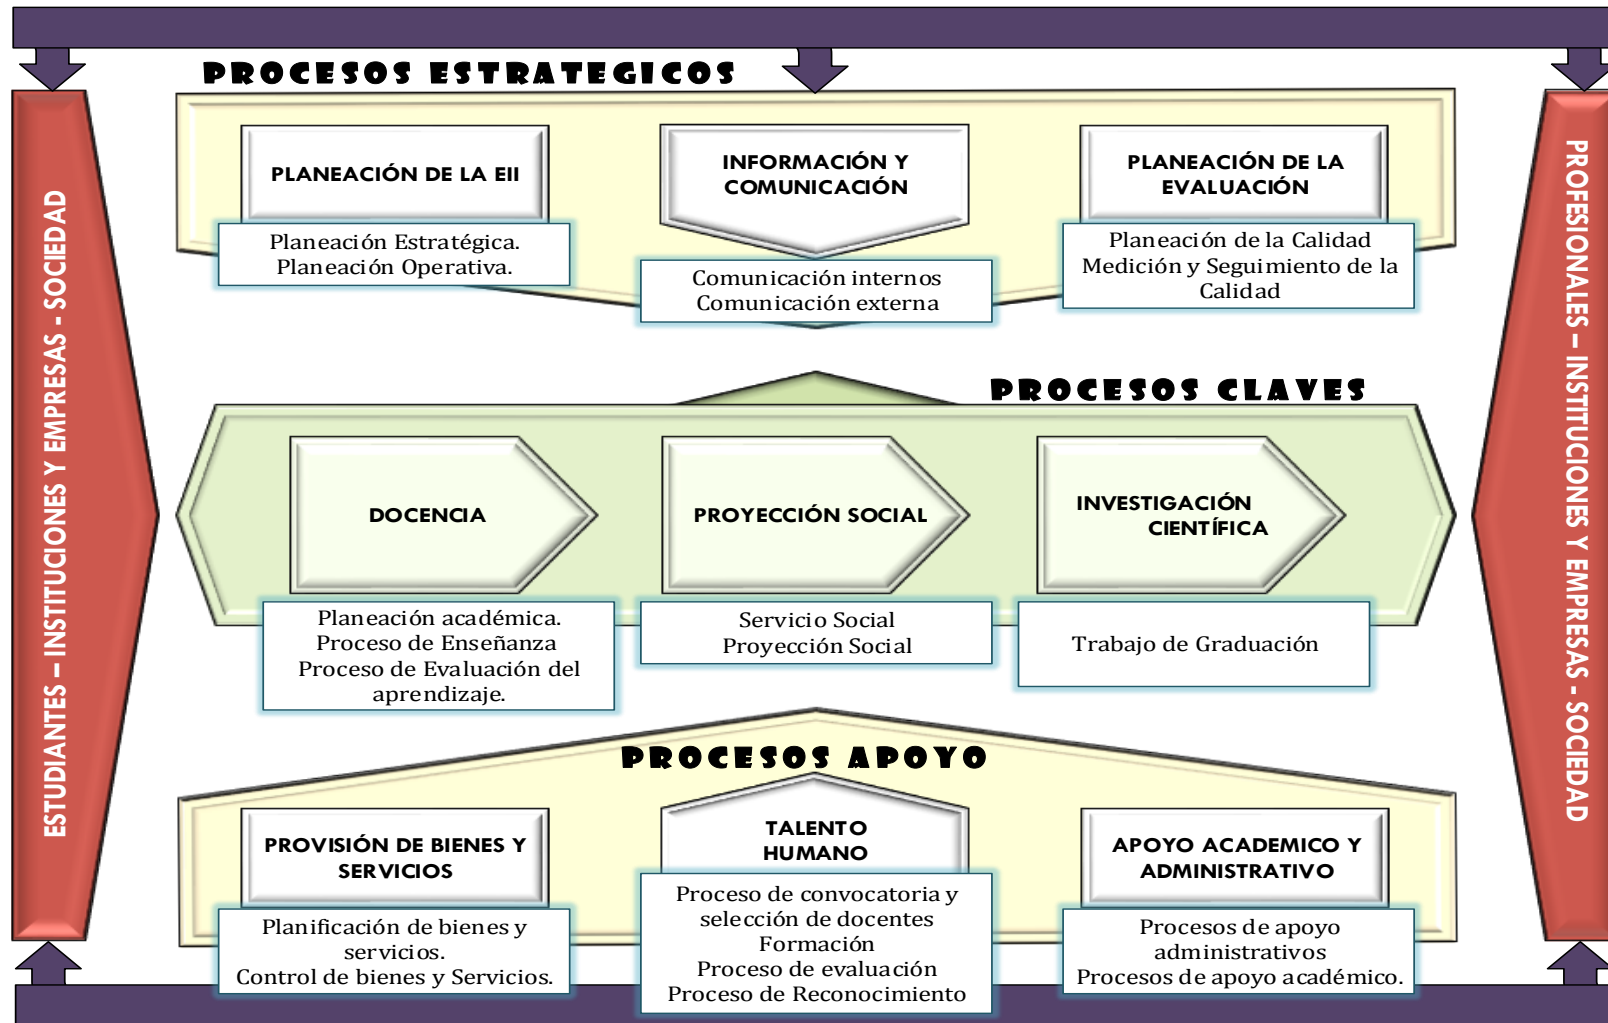 PROCESOS ESTRATEGICOS
PLANEACIÓN DE LA EII
Planeación Estratégica.
Planeación Operativa.
INFORMACIÓN Y
COMUNICACIÓN
Comunicación internos
Comunicación externa
PLANEACIÓN DE LA
EVALUACIÓN
Planeación de la Calidad
Medición y Seguimiento de la
Calidad
ESTUDIANTES – INSTITUCIONES Y EMPRESAS - SOCIEDAD
PROFESIONALES – INSTITUCIONES Y EMPRESAS - SOCIEDAD
PROCESOS CLAVES
DOCENCIA
Planeación académica.
Proceso de Enseñanza
Proceso de Evaluación del
aprendizaje.
PROYECCIÓN SOCIAL
Servicio Social
Proyección Social
INVESTIGACIÓN
CIENTÍFICA
Trabajo de Graduación
PROCESOS APOYO
PROVISIÓN DE BIENES Y
SERVICIOS
Planificación de bienes y
servicios.
Control de bienes y Servicios.
TALENTO
HUMANO
Proceso de convocatoria y
selección de docentes
Formación
Proceso de evaluación
Proceso de Reconocimiento
APOYO ACADEMICO Y
ADMINISTRATIVO
Procesos de apoyo
administrativos
Procesos de apoyo académico.